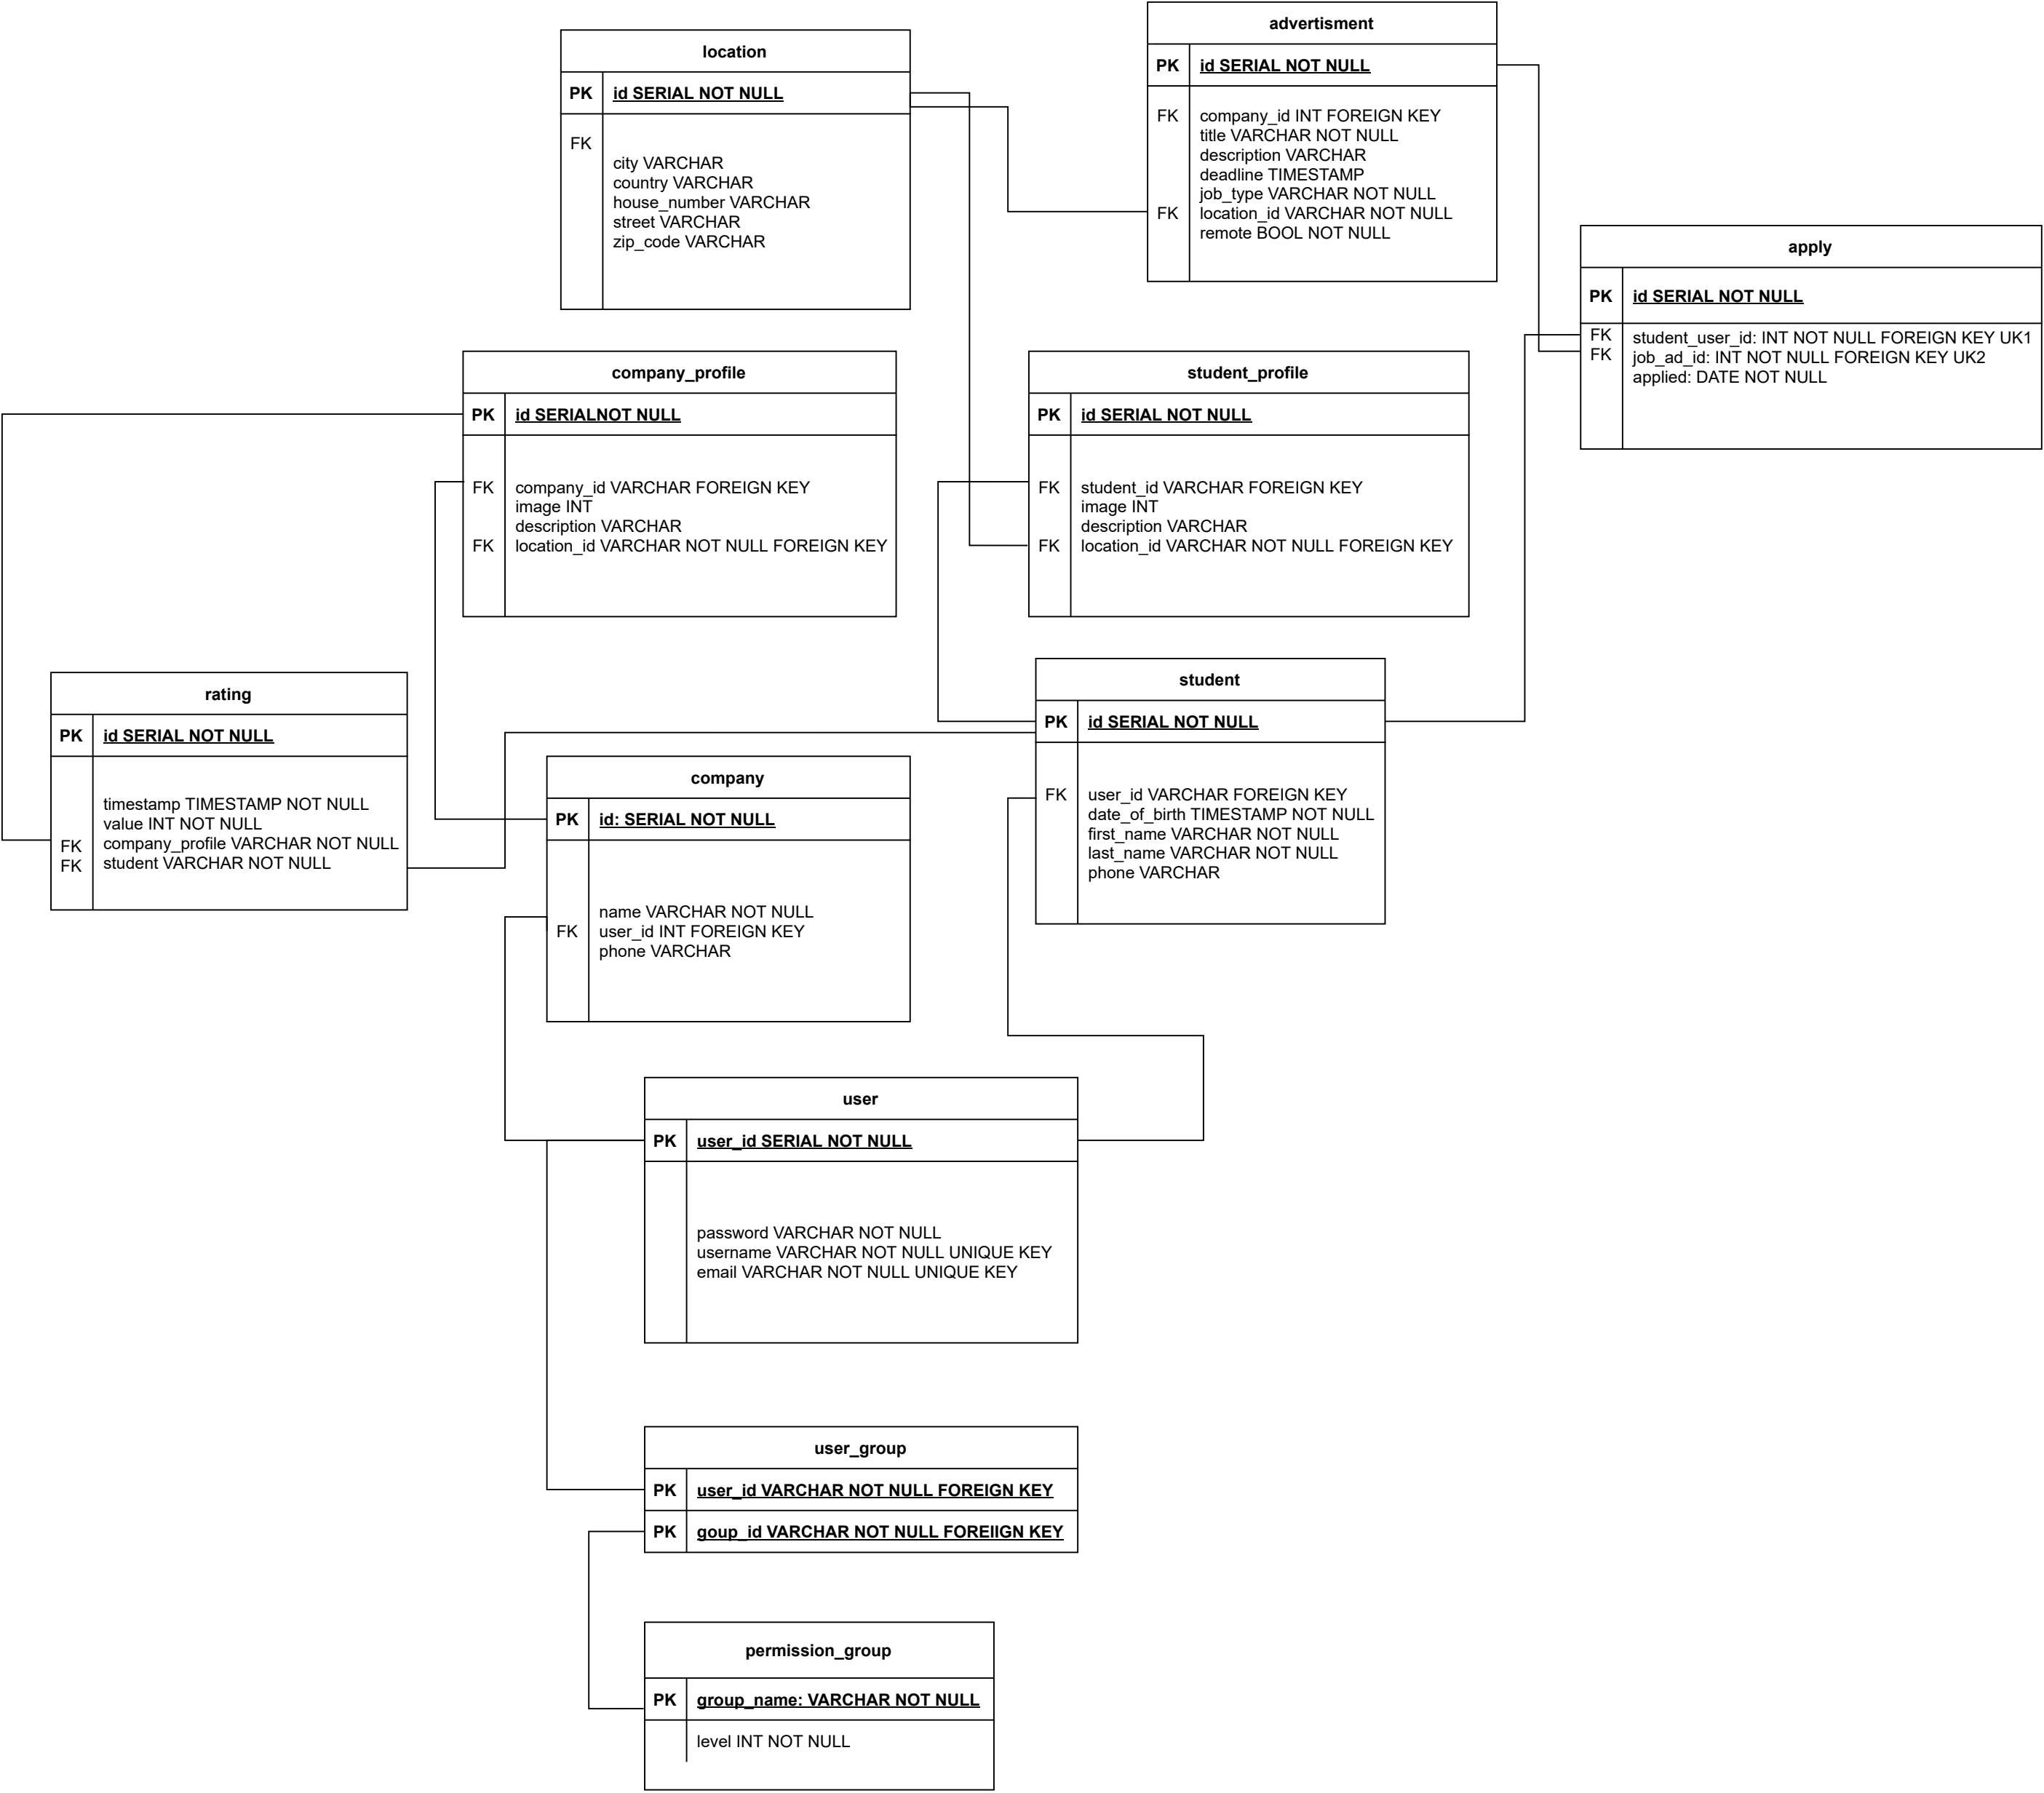 location
PK id SERIAL NOT NULL
FK
city VARCHAR
country VARCHAR
house_number VARCHAR
street VARCHAR
zip_code VARCHAR
advertisment
PK id SERIAL NOT NULL
FK company_id INT FOREIGN KEY
title VARCHAR NOT NULL
description VARCHAR
deadline TIMESTAMP
job_type VARCHAR NOT NULL
FK location_id VARCHAR NOT NULL
remote BOOL NOT NULL
apply
PK id SERIAL NOT NULL
FK student_user_id: INT NOT NULL FOREIGN KEY UK1
FK job_ad_id: INT NOT NULL FOREIGN KEY UK2
applied: DATE NOT NULL
company_profile
PK id SERIALNOT NULL
FK company_id VARCHAR FOREIGN KEY
image INT
description VARCHAR
FK location_id VARCHAR NOT NULL FOREIGN KEY
student_profile
PK id SERIAL NOT NULL
FK student_id VARCHAR FOREIGN KEY
image INT
description VARCHAR
FK location_id VARCHAR NOT NULL FOREIGN KEY
rating
PK id SERIAL NOT NULL
timestamp TIMESTAMP NOT NULL
value INT NOT NULL
FK company_profile VARCHAR NOT NULL
FK student VARCHAR NOT NULL
student
PK id SERIAL NOT NULL
FK user_id VARCHAR FOREIGN KEY
date_of_birth TIMESTAMP NOT NULL
first_name VARCHAR NOT NULL
last_name VARCHAR NOT NULL
phone VARCHAR
company
PK id: SERIAL NOT NULL
name VARCHAR NOT NULL
FK user_id INT FOREIGN KEY
phone VARCHAR
user
PK user_id SERIAL NOT NULL
password VARCHAR NOT NULL
username VARCHAR NOT NULL UNIQUE KEY
email VARCHAR NOT NULL UNIQUE KEY
user_group
PK user_id VARCHAR NOT NULL FOREIGN KEY
PK goup_id VARCHAR NOT NULL FOREIIGN KEY
permission_group
PK group_name: VARCHAR NOT NULL
level INT NOT NULL